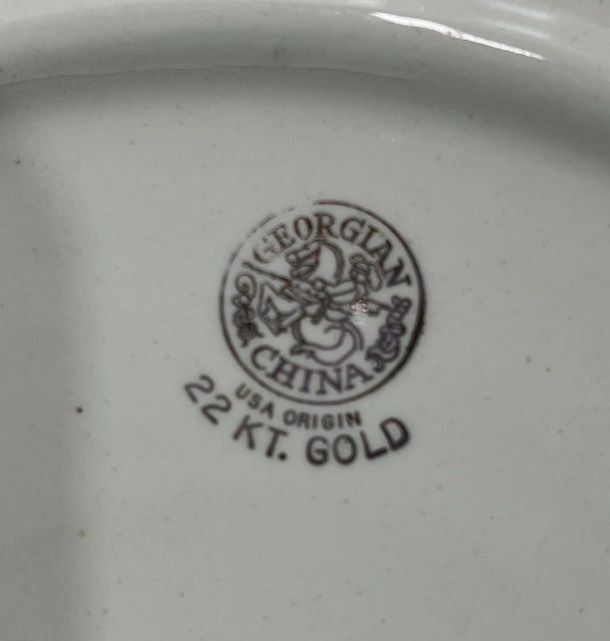 GEORGIAN
CHINA
USA ORIGIN
22 KT. GOLD